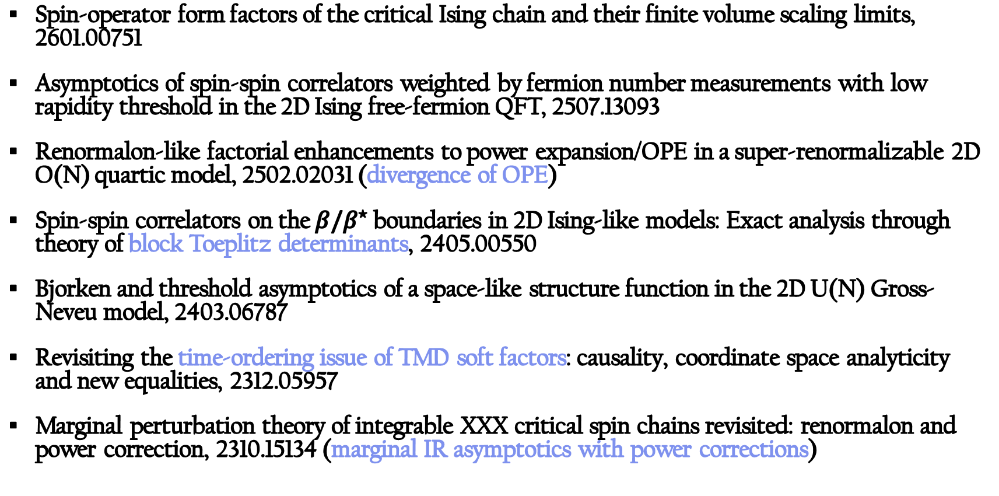 ▪ Spin-operator form factors of the critical Ising chain and their finite volume scaling limits,
2601.00751
▪ Asymptotics of spin-spin correlators weighted by fermion number measurements with low
rapidity threshold in the 2D Ising free-fermion QFT, 2507.13093
▪ Renormalon-like factorial enhancements to power expansion/OPE in a super-renormalizable 2D
O(N) quartic model, 2502.02031 (divergence of OPE)
▪ Spin-spin correlators on the β/β* boundaries in 2D Ising-like models: Exact analysis through
theory of block Toeplitz determinants, 2405.00550
▪ Bjorken and threshold asymptotics of a space-like structure function in the 2D U(N) Gross-
Neveu model, 2403.06787
▪ Revisiting the time-ordering issue of TMD soft factors: causality, coordinate space analyticity
and new equalities, 2312.05957
▪ Marginal perturbation theory of integrable XXX critical spin chains revisited: renormalon and
power correction, 2310.15134 (marginal IR asymptotics with power corrections)